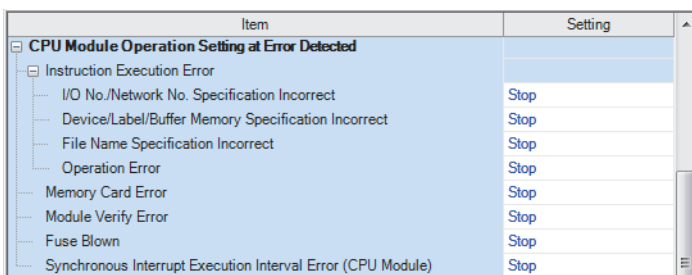 Item Setting
CPU Module Operation Setting at Error Detected
Instruction Execution Error
I/O No./Network No. Specification Incorrect Stop
Device/Label/Buffer Memory Specification Incorrect Stop
File Name Specification Incorrect Stop
Operation Error Stop
Memory Card Error Stop
Module Verify Error Stop
Fuse Blown Stop
Synchronous Interrupt Execution Interval Error (CPU Module) Stop